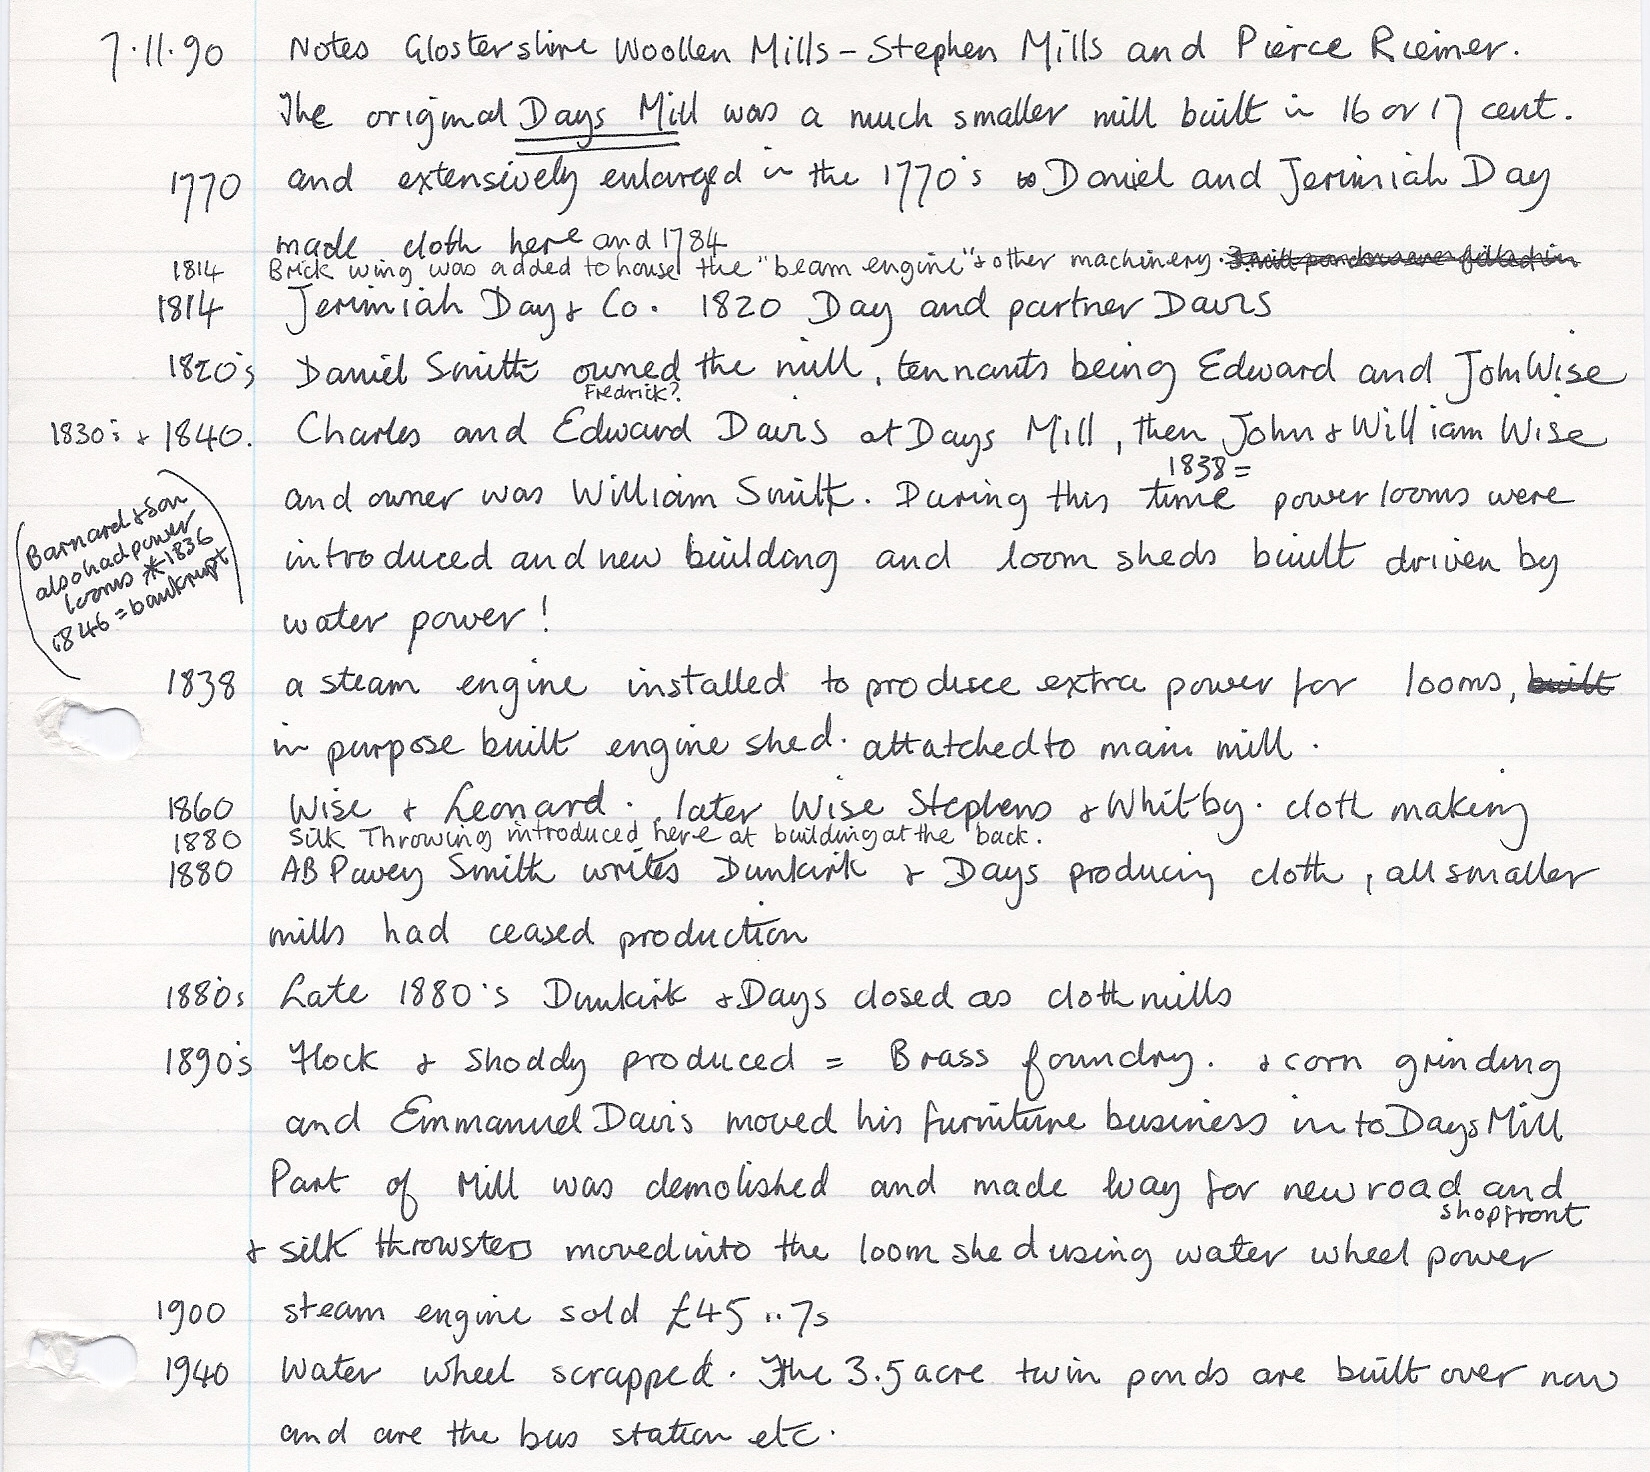 7.11.90 Notes Glostershire Woollen Mills - Stephen Mills and Pierce Riemer.
The original Days Mill was a much smaller mill built in 16 or 17 cent.
1770 and extensively enlarged in the 1770's Daniel and Jerimiah Day
made cloth here and 1784
1814 Brick wing was added to house the "beam engine" & other machinery.
1814 Jerimiah Day & Co. 1820 Day and partner Davis
1820's Daniel Smith owned the mill, tennants being Edward and John Wise
Fredrick?
1830s & 1840. Charles and Edward Davis at Days Mill, then John & William Wise
1838 =
and owner was William Smith. During this time power looms were
introduced and new building and loom sheds built driven by
water power!
(Barnard & son
also had power
looms * 1836
1846 = bankrupt
1838 a steam engine installed to produce extra power for looms, built
in purpose built engine shed. attatched to main mill.
1860 Wise & Leonard. later Wise Stephens & Whitby. cloth making
1880 Silk Throwing introduced here at building at the back.
1880 AB Pavey Smith writes Dunkirk & Days producing cloth, all smaller
mills had ceased production
1880s Late 1880's Dunkirk & Days closed as cloth mills
1890's Flock & Shoddy produced = Brass foundry. & corn grinding
and Emmanuel Davis moved his furniture business in to Days Mill
Part of Mill was demolished and made way for new road and
shopfront
& silk throwsters moved into the loom shed using water wheel power
1900 steam engine sold £45..7s
1940 Water wheel scrapped. The 3.5 acre twin ponds are built over now
and are the bus station etc.